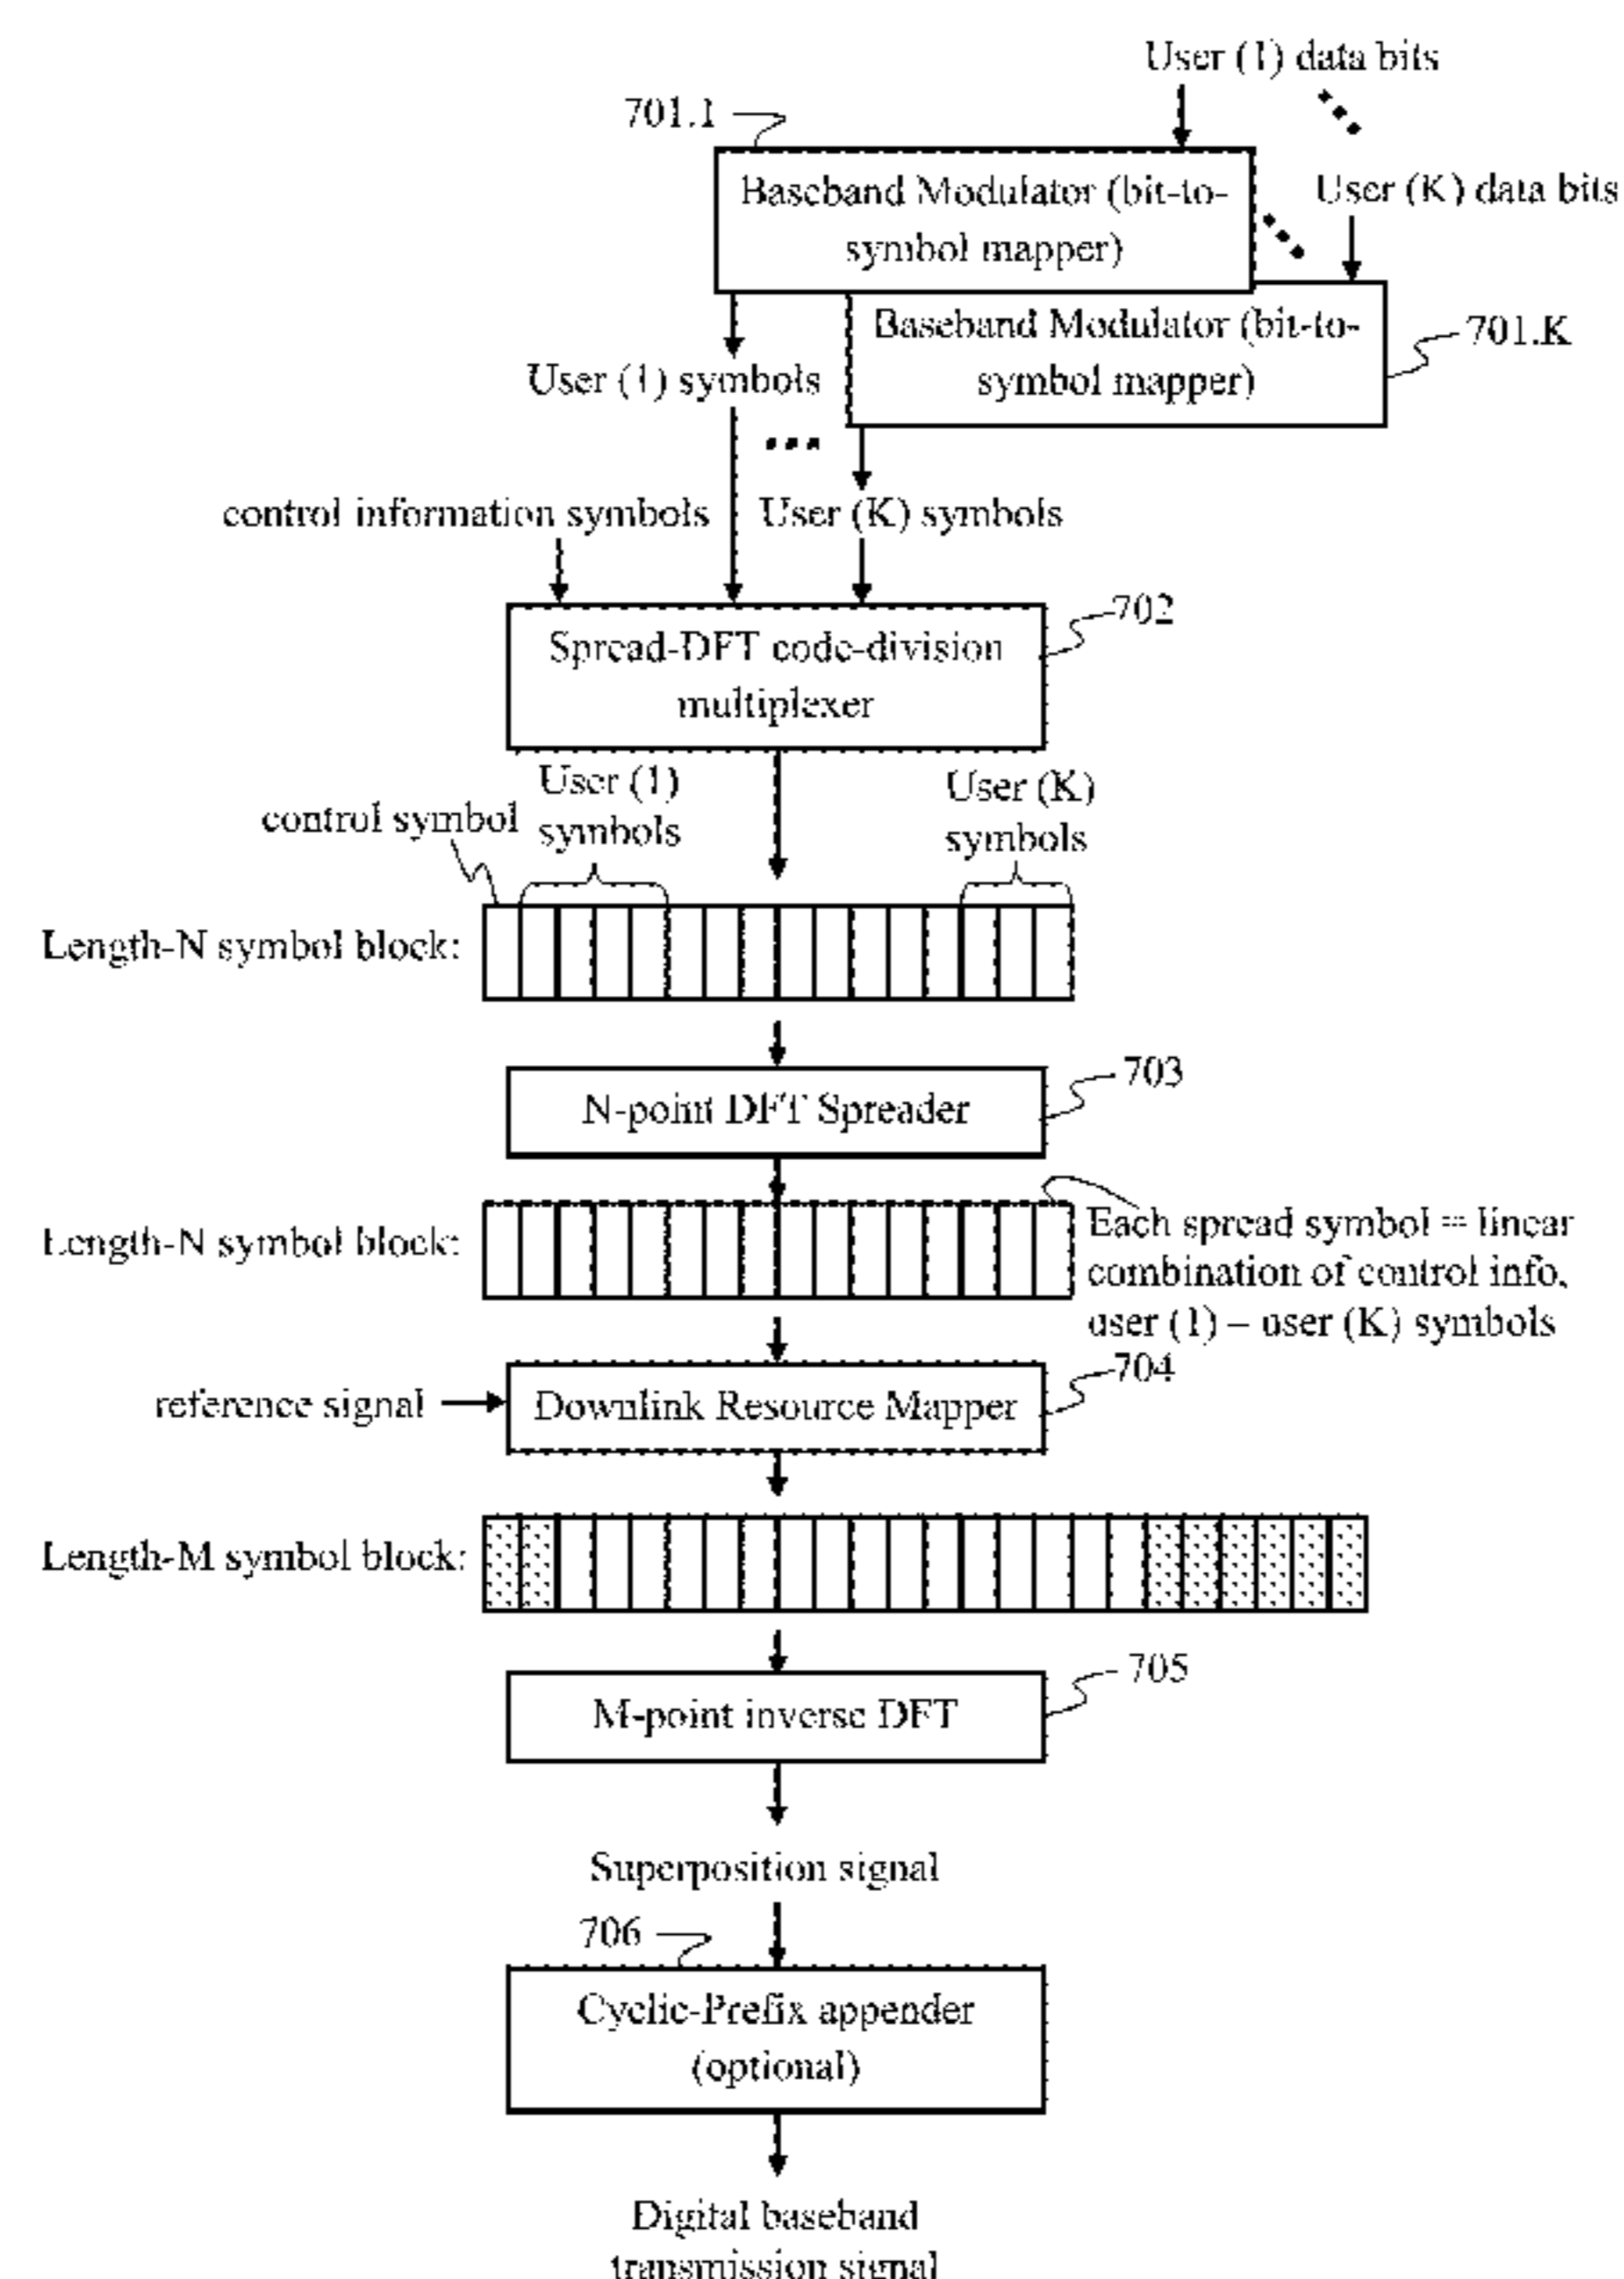 User (1) data bits
701.1
Baseband Modulator (bit-to-
symbol mapper)
User (K) data bits
Baseband Modulator (bit-to-
symbol mapper)
701.K
User (1) symbols
control information symbols
User (K) symbols
702
Spread-DFT code-division
multiplexer
User (1)
symbols
User (K)
symbols
control symbol
Length-N symbol block:
703
N-point DFT Spreader
Length-N symbol block:
Each spread symbol = linear
combination of control info,
user (1) – user (K) symbols
704
reference signal
Downlink Resource Mapper
Length-M symbol block:
705
M-point inverse DFT
Superposition signal
706
Cyclic-Prefix appender
(optional)
Digital baseband
transmission signal